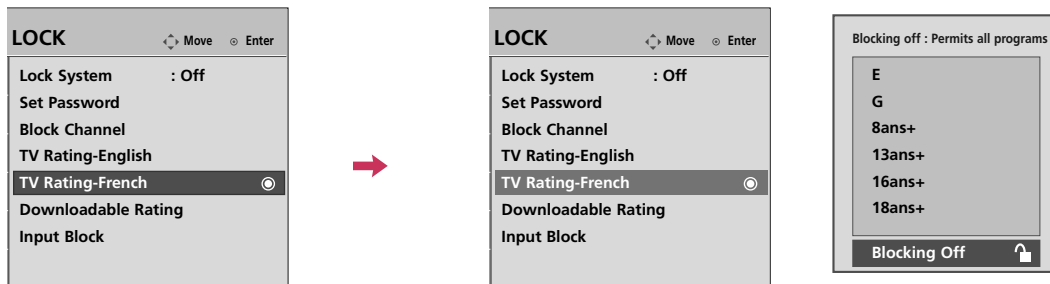 LOCK Move Enter
Lock System : Off
Set Password
Block Channel
TV Rating-English
TV Rating-French
Downloadable Rating
Input Block
LOCK Move Enter
Lock System : Off
Set Password
Block Channel
TV Rating-English
TV Rating-French
Downloadable Rating
Input Block
Blocking off : Permits all programs
E
G
8ans+
13ans+
16ans+
18ans+
Blocking Off